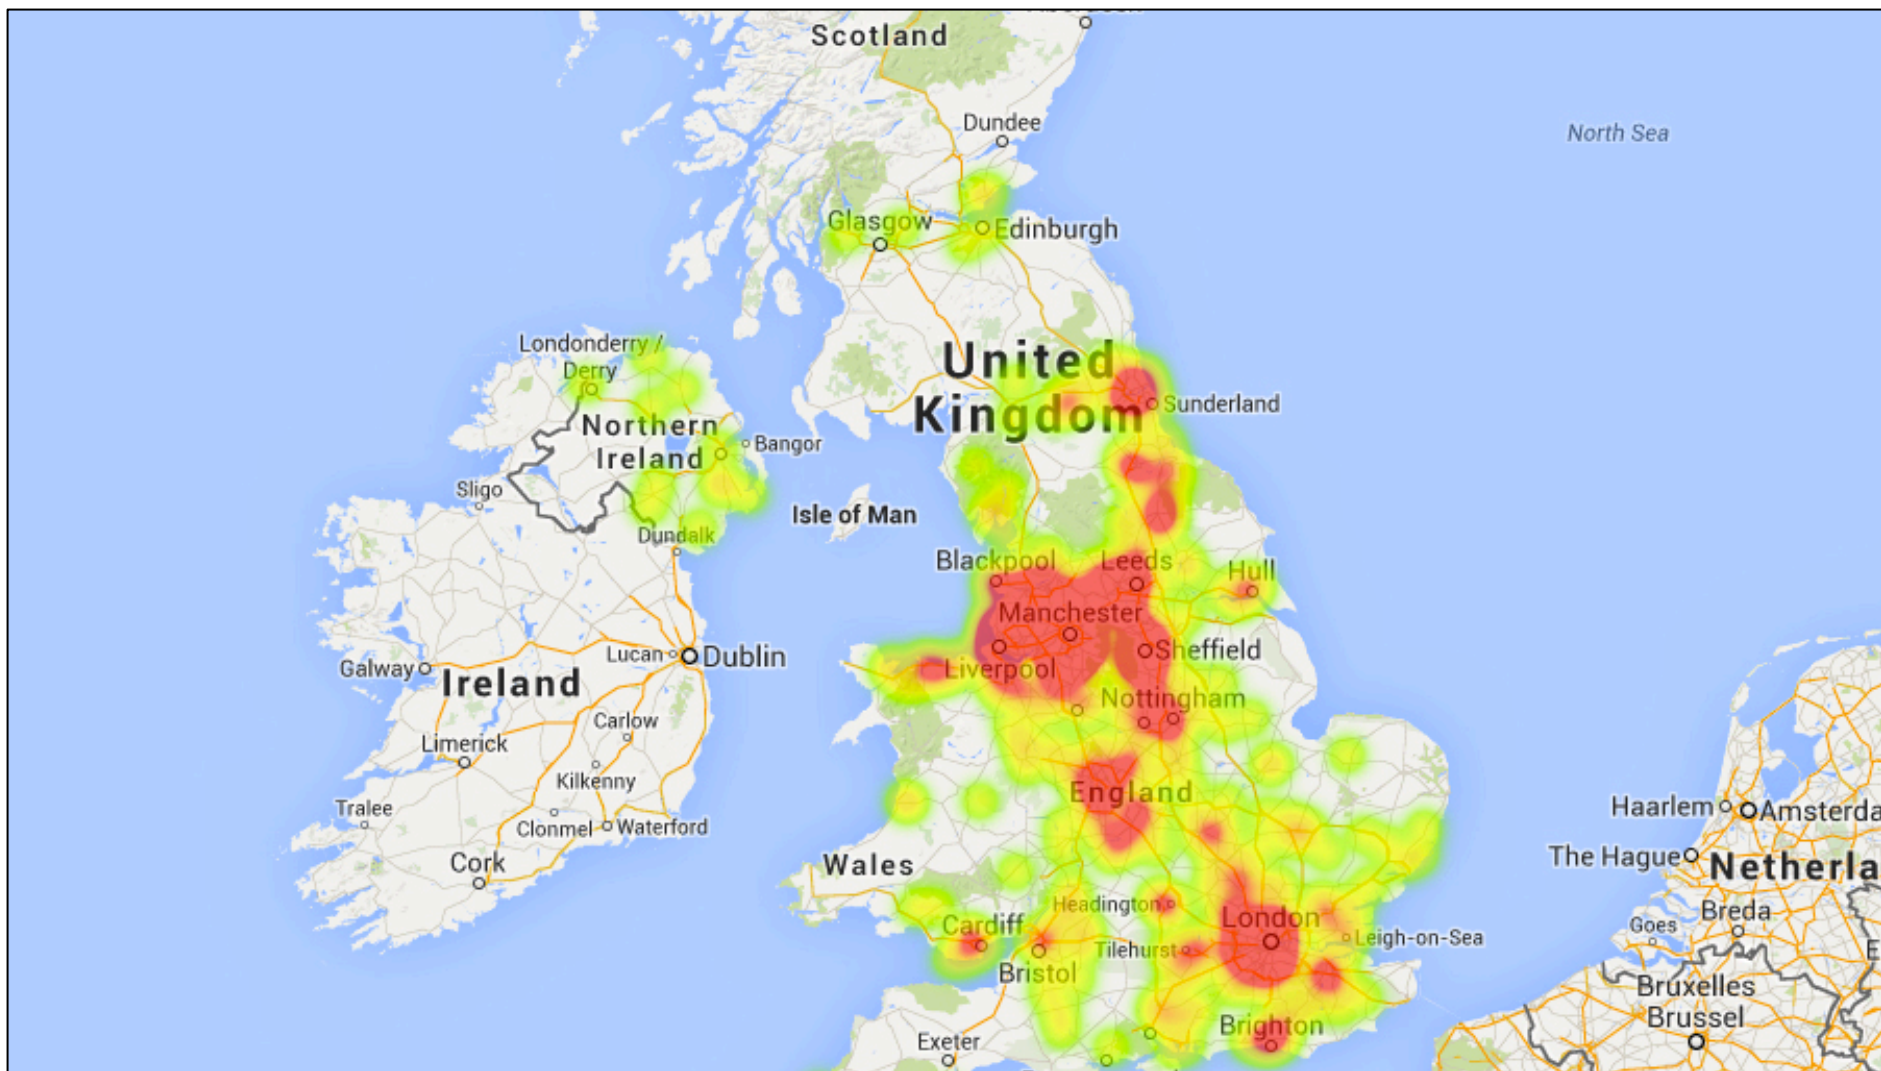 Scotland
Dundee
North Sea
Glasgow
Edinburgh
Londonderry /
Derry
United
Kingdom
Sunderland
Northern
Ireland
Bangor
Sligo
Isle of Man
Dundalk
Blackpool
Leeds
Hull
Manchester
Galway
Lucan
Dublin
Liverpool
Sheffield
Ireland
Nottingham
Carlow
Limerick
Kilkenny
England
Tralee
Clonmel
Waterford
Haarlem
Amsterda
Cork
Wales
The Hague
Netherla
Headington
Breda
Cardiff
London
Goes
Leigh-on-Sea
Tilehurst
E
Bristol
Bruxelles
Brussel
Brighton
Exeter